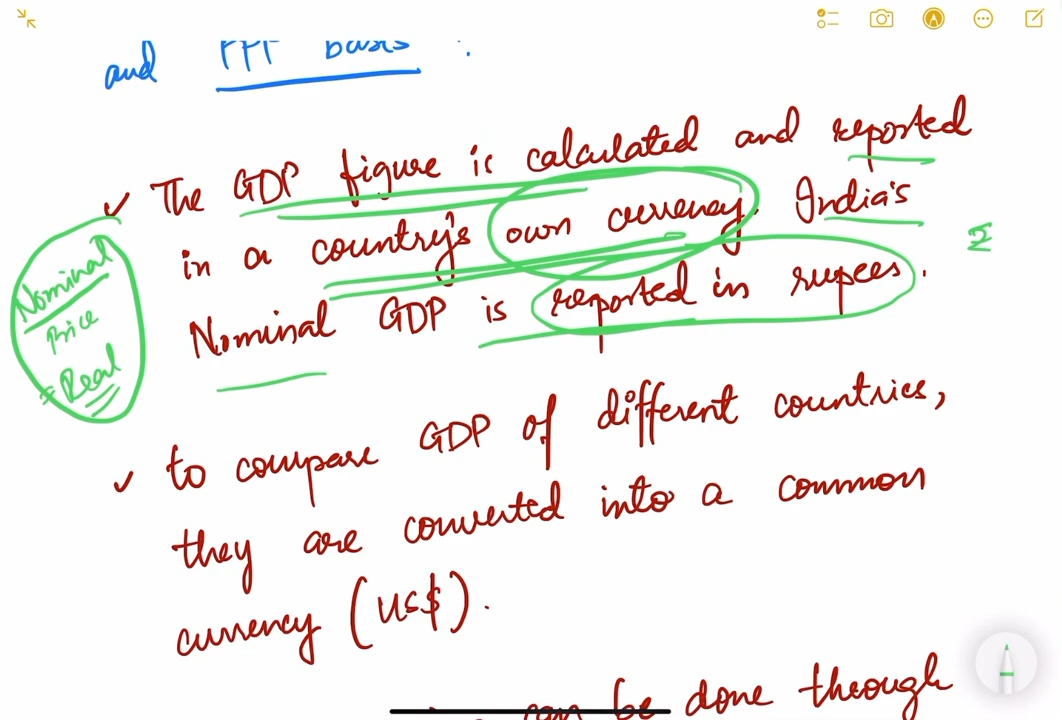 and PPP basis .
✓ The GDP figure is calculated and reported
in a country's own currency. India's
Nominal GDP is reported in rupees.
Nominal
Price
Real
✓ to compare GDP of different countries,
they are converted into a common
currency (US$).
can be done through